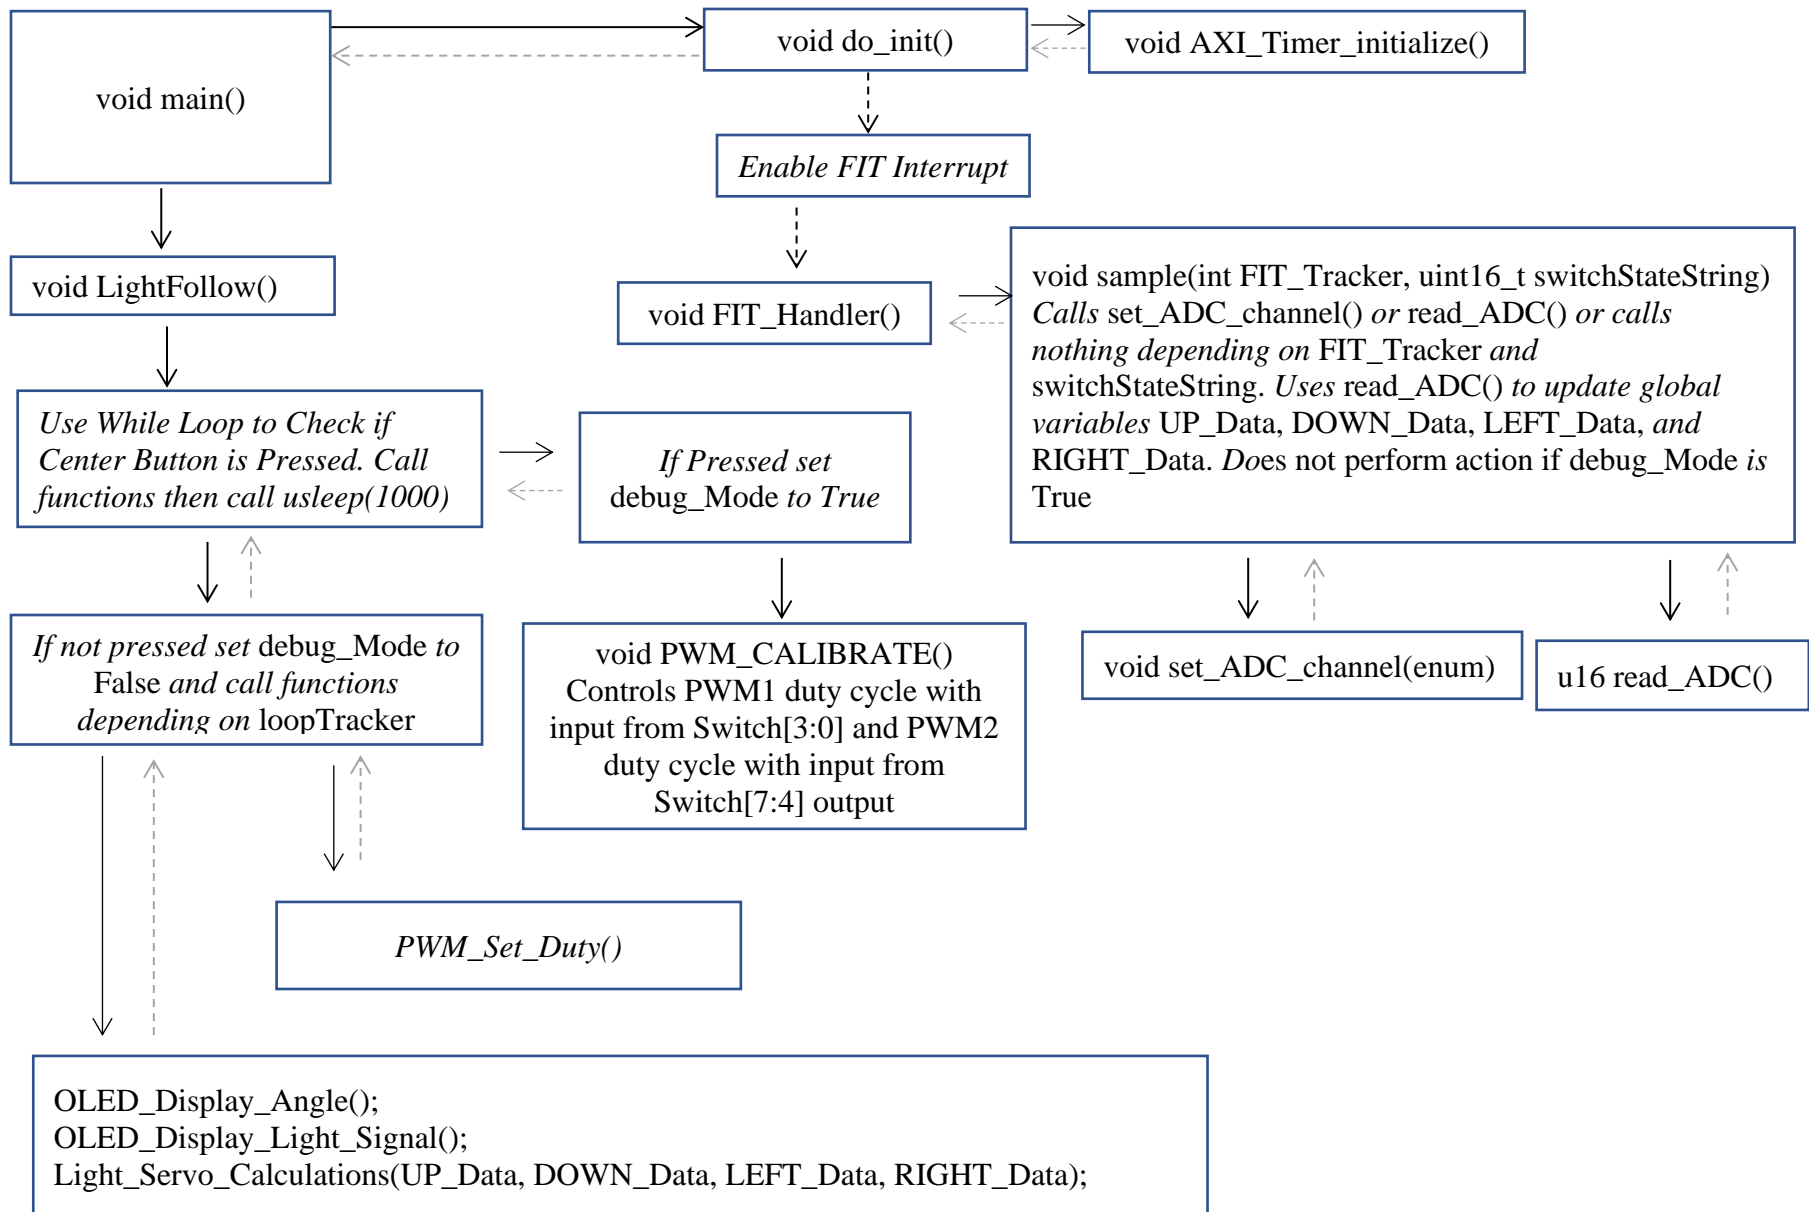 void main()
void do_init()
void AXI_Timer_initialize()
Enable FIT Interrupt
void LightFollow()
void FIT_Handler()
void sample(int FIT_Tracker, uint16_t switchStateString)
Calls set_ADC_channel() or read_ADC() or calls
nothing depending on FIT_Tracker and
switchStateString. Uses read_ADC() to update global
variables UP_Data, DOWN_Data, LEFT_Data, and
RIGHT_Data. Does not perform action if debug_Mode is
True
Use While Loop to Check if
Center Button is Pressed. Call
functions then call usleep(1000)
If Pressed set
debug_Mode to True
If not pressed set debug_Mode to
False and call functions
depending on loopTracker
void PWM_CALIBRATE()
Controls PWM1 duty cycle with
input from Switch[3:0] and PWM2
duty cycle with input from
Switch[7:4] output
void set_ADC_channel(enum)
u16 read_ADC()
PWM_Set_Duty()
OLED_Display_Angle();
OLED_Display_Light_Signal();
Light_Servo_Calculations(UP_Data, DOWN_Data, LEFT_Data, RIGHT_Data);